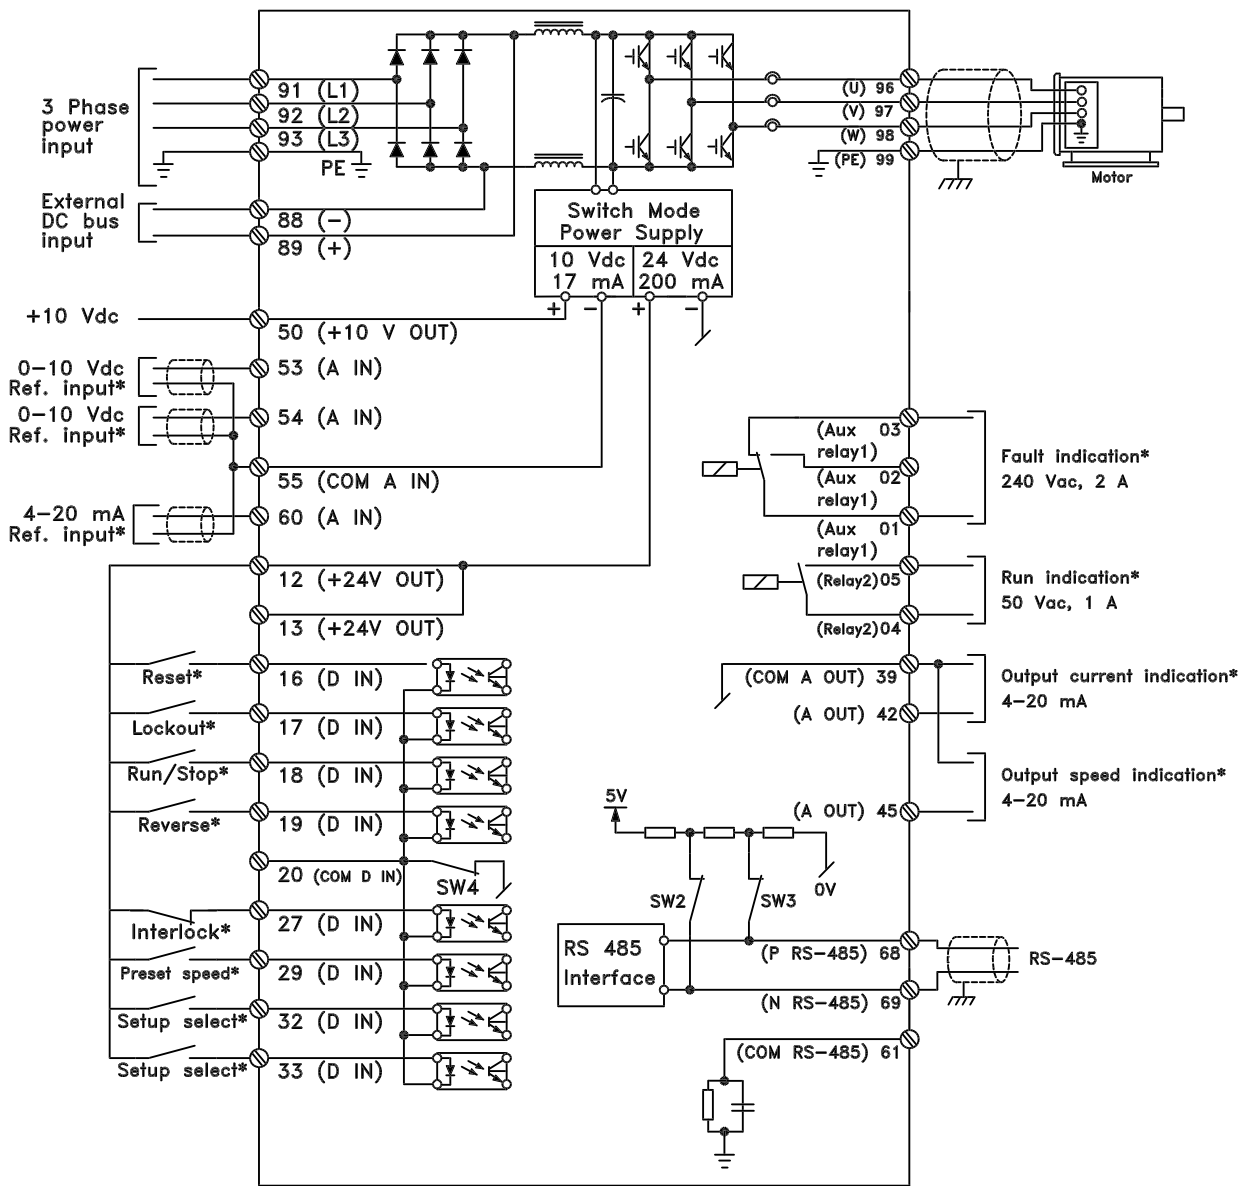 3 Phase
power
input
91 (L1)
92 (L2)
93 (L3)
PE
External
DC bus
input
88 (−)
89 (+)
Switch Mode
Power Supply
10 Vdc
17 mA
24 Vdc
200 mA
+
−
+
−
(U) 96
(V) 97
(W) 98
(PE) 99
Motor
+10 Vdc
50 (+10 V OUT)
0−10 Vdc
Ref. input*
53 (A IN)
0−10 Vdc
Ref. input*
54 (A IN)
55 (COM A IN)
4−20 mA
Ref. input*
60 (A IN)
12 (+24V OUT)
13 (+24V OUT)
Reset*
16 (D IN)
Lockout*
17 (D IN)
Run/Stop*
18 (D IN)
Reverse*
19 (D IN)
20 (COM D IN)
SW4
Interlock*
27 (D IN)
Preset speed*
29 (D IN)
Setup select*
32 (D IN)
Setup select*
33 (D IN)
(Aux 03
relay1)
(Aux 02
relay1)
(Aux 01
relay1)
Fault indication*
240 Vac, 2 A
(Relay2)05
(Relay2)04
Run indication*
50 Vac, 1 A
(COM A OUT) 39
(A OUT) 42
Output current indication*
4−20 mA
(A OUT) 45
Output speed indication*
4−20 mA
5V
0V
SW2
SW3
RS 485
Interface
(P RS−485) 68
(N RS−485) 69
RS−485
(COM RS−485) 61